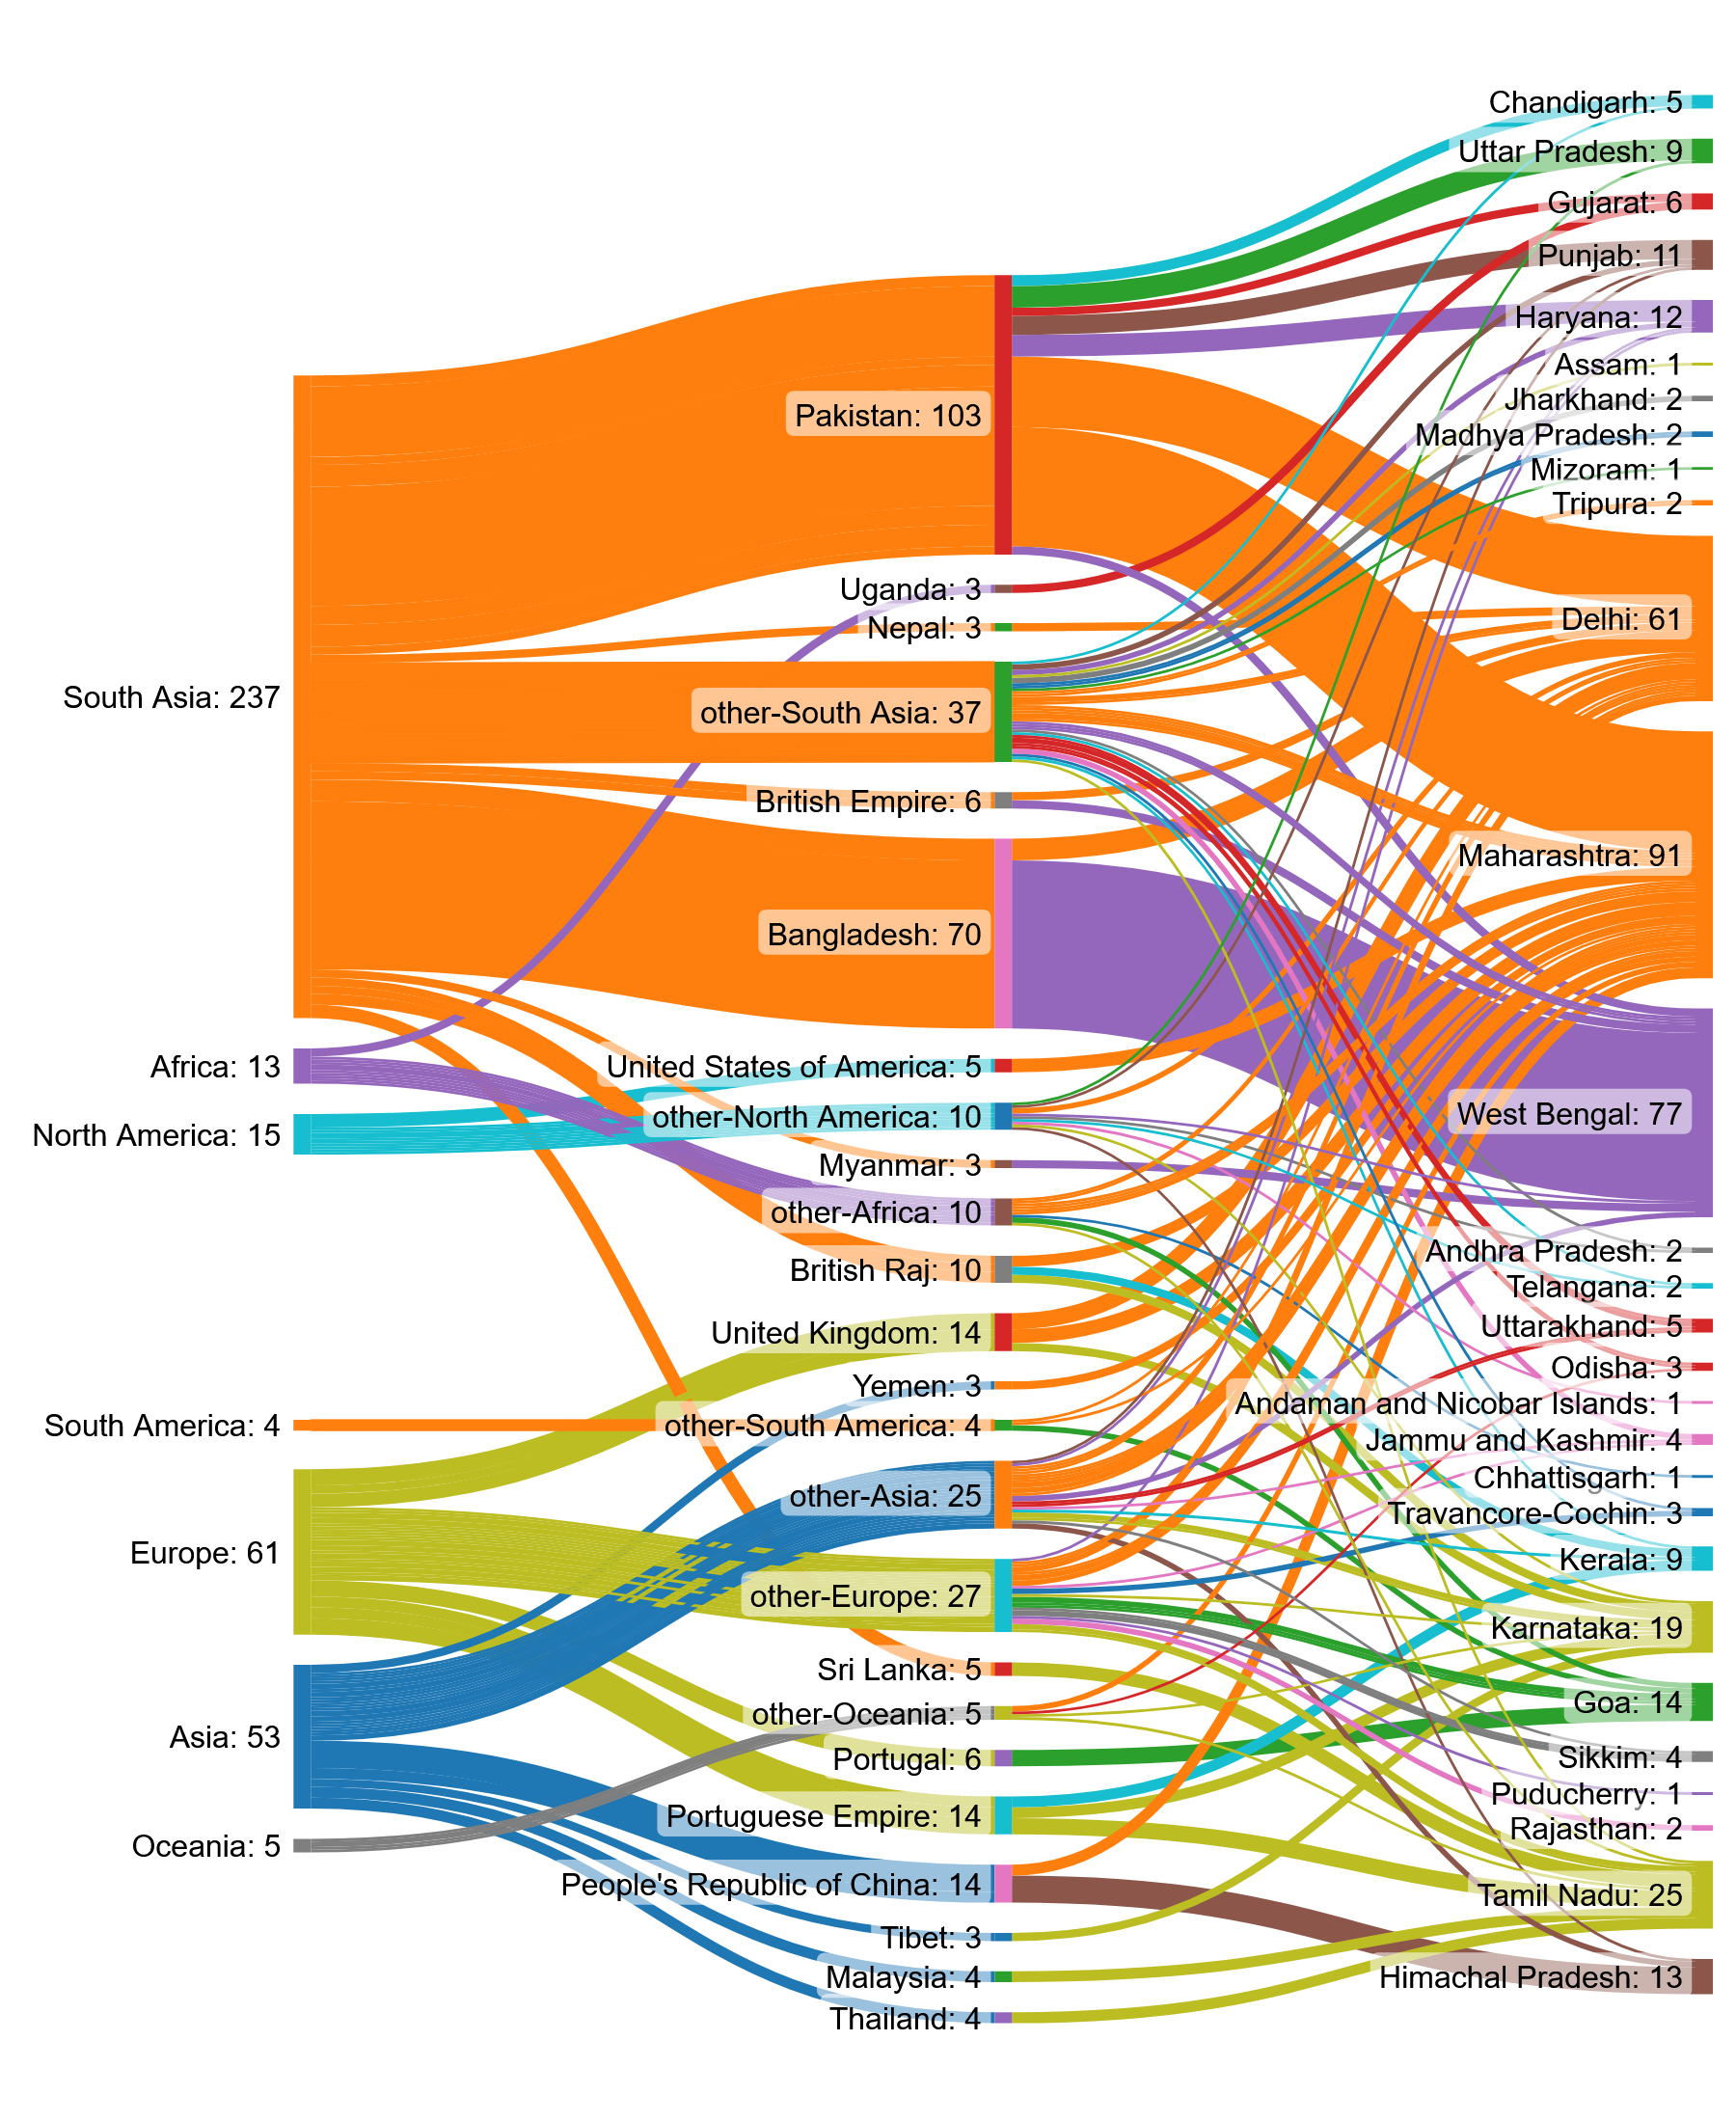 South Asia: 237
Africa: 13
North America: 15
South America: 4
Europe: 61
Asia: 53
Oceania: 5
Pakistan: 103
Uganda: 3
Nepal: 3
other-South Asia: 37
British Empire: 6
Bangladesh: 70
United States of America: 5
other-North America: 10
Myanmar: 3
other-Africa: 10
British Raj: 10
United Kingdom: 14
Yemen: 3
other-South America: 4
other-Asia: 25
other-Europe: 27
Sri Lanka: 5
other-Oceania: 5
Portugal: 6
Portuguese Empire: 14
People's Republic of China: 14
Tibet: 3
Malaysia: 4
Thailand: 4
Chandigarh: 5
Uttar Pradesh: 9
Gujarat: 6
Punjab: 11
Haryana: 12
Assam: 1
Jharkhand: 2
Madhya Pradesh: 2
Mizoram: 1
Tripura: 2
Delhi: 61
Maharashtra: 91
West Bengal: 77
Andhra Pradesh: 2
Telangana: 2
Uttarakhand: 5
Odisha: 3
Andaman and Nicobar Islands: 1
Jammu and Kashmir: 4
Chhattisgarh: 1
Travancore-Cochin: 3
Kerala: 9
Karnataka: 19
Goa: 14
Sikkim: 4
Puducherry: 1
Rajasthan: 2
Tamil Nadu: 25
Himachal Pradesh: 13